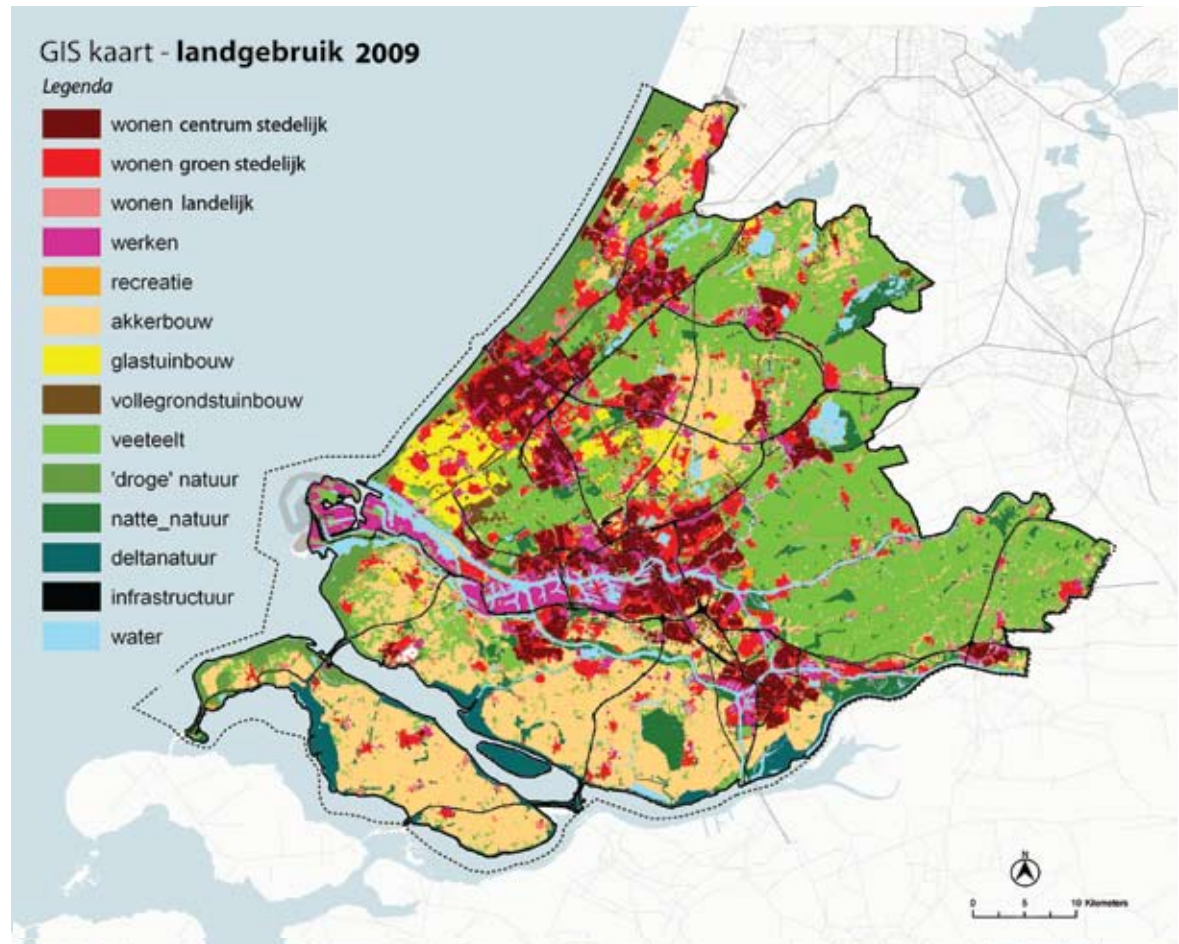 GIS kaart - landgebruik 2009
Legenda
wonen centrum stedelijk
wonen groen stedelijk
wonen landelijk
werken
recreatie
akkerbouw
glastuinbouw
vollegrondstuinbouw
veeteelt
'droge' natuur
natte_natuur
deltanatuur
infrastructuur
water
N
0 5 10 Kilometers